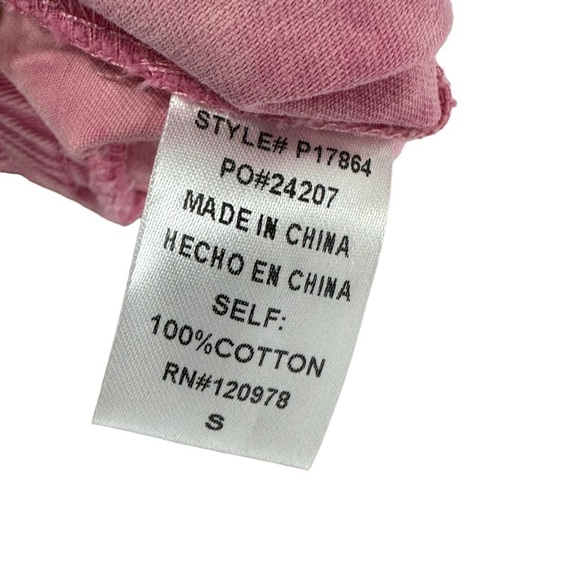 STYLE# P17864
PO#24207
MADE IN CHINA
HECHO EN CHINA
SELF:
100%COTTON
RN#120978
S